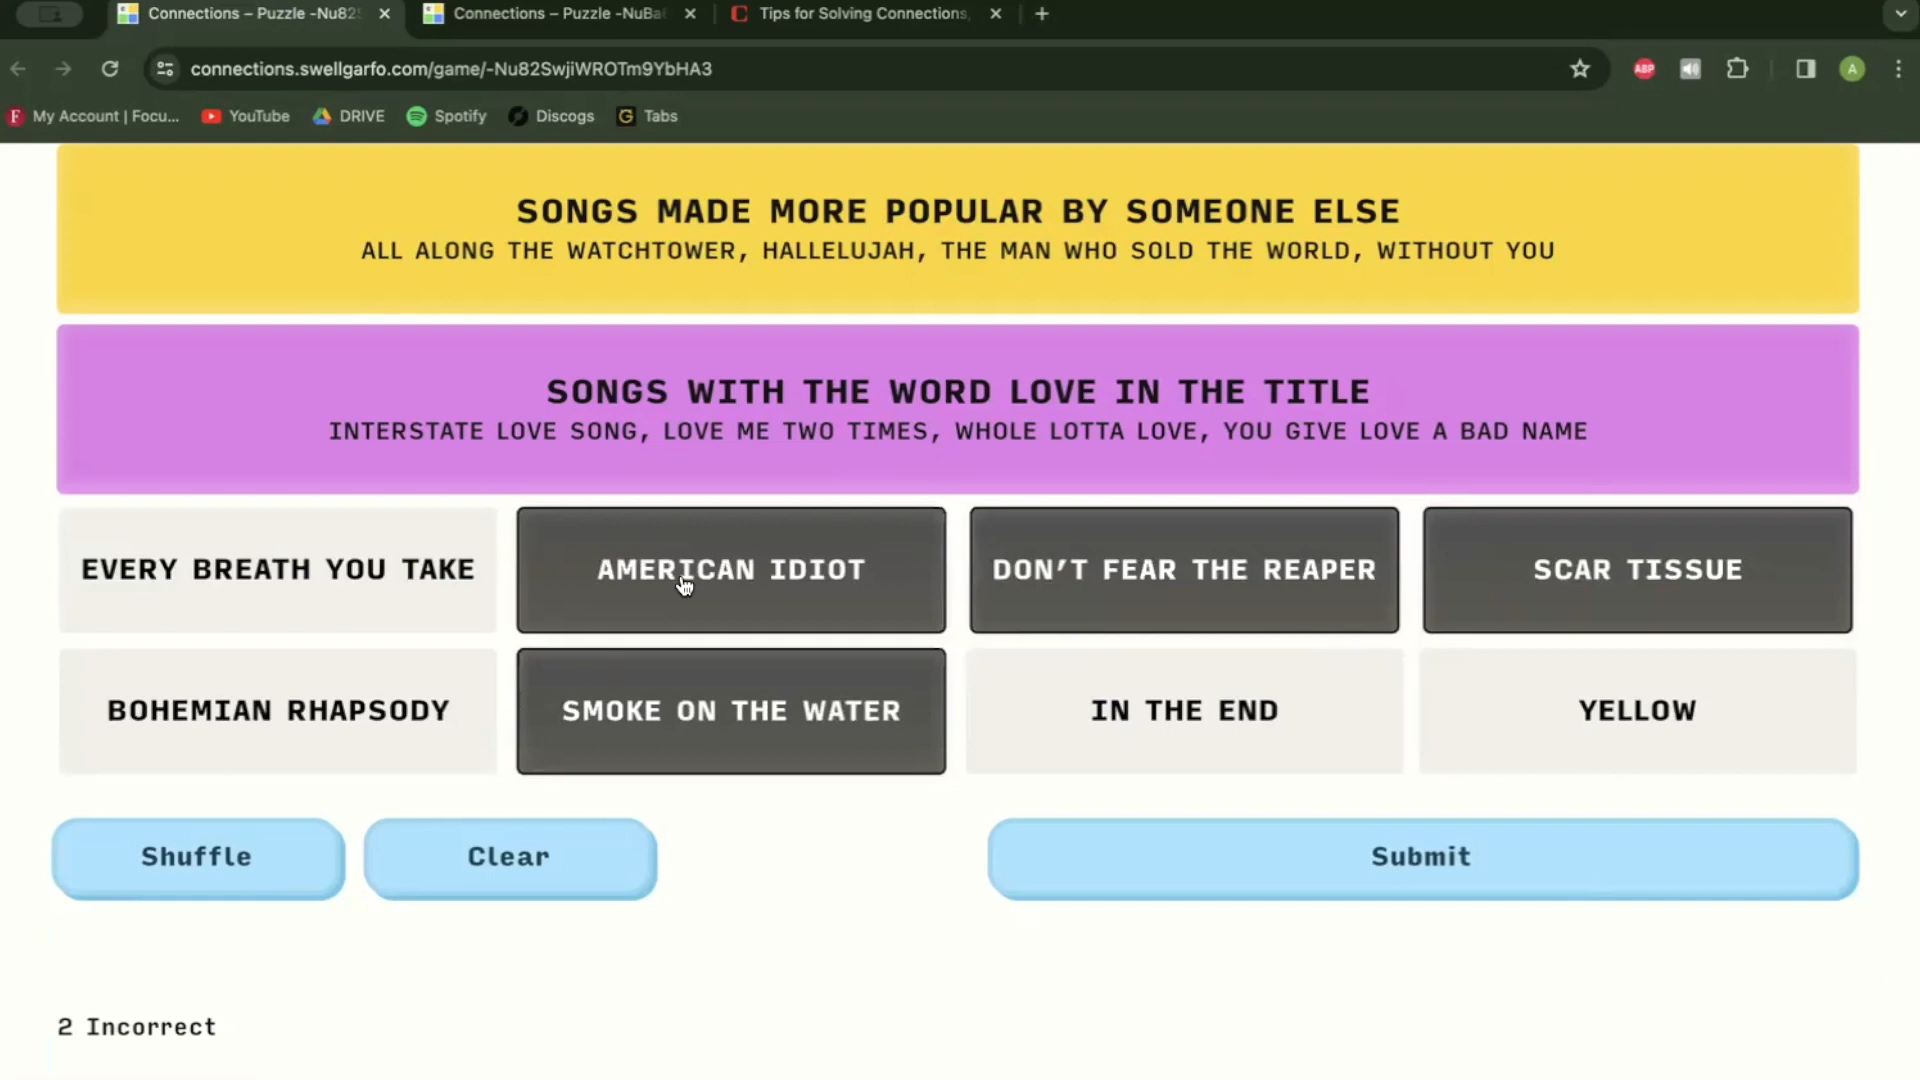 Connections – Puzzle -Nu82S
Connections – Puzzle -NuBa
Tips for Solving Connections,
connections.swellgarfo.com/game/-Nu82SwjiWROTm9YbHA3
ABP
A
My Account | Focu...
YouTube
DRIVE
Spotify
Discogs
Tabs
SONGS MADE MORE POPULAR BY SOMEONE ELSE
ALL ALONG THE WATCHTOWER, HALLELUJAH, THE MAN WHO SOLD THE WORLD, WITHOUT YOU
SONGS WITH THE WORD LOVE IN THE TITLE
INTERSTATE LOVE SONG, LOVE ME TWO TIMES, WHOLE LOTTA LOVE, YOU GIVE LOVE A BAD NAME
EVERY BREATH YOU TAKE
AMERICAN IDIOT
DON'T FEAR THE REAPER
SCAR TISSUE
BOHEMIAN RHAPSODY
SMOKE ON THE WATER
IN THE END
YELLOW
Shuffle
Clear
Submit
2 Incorrect